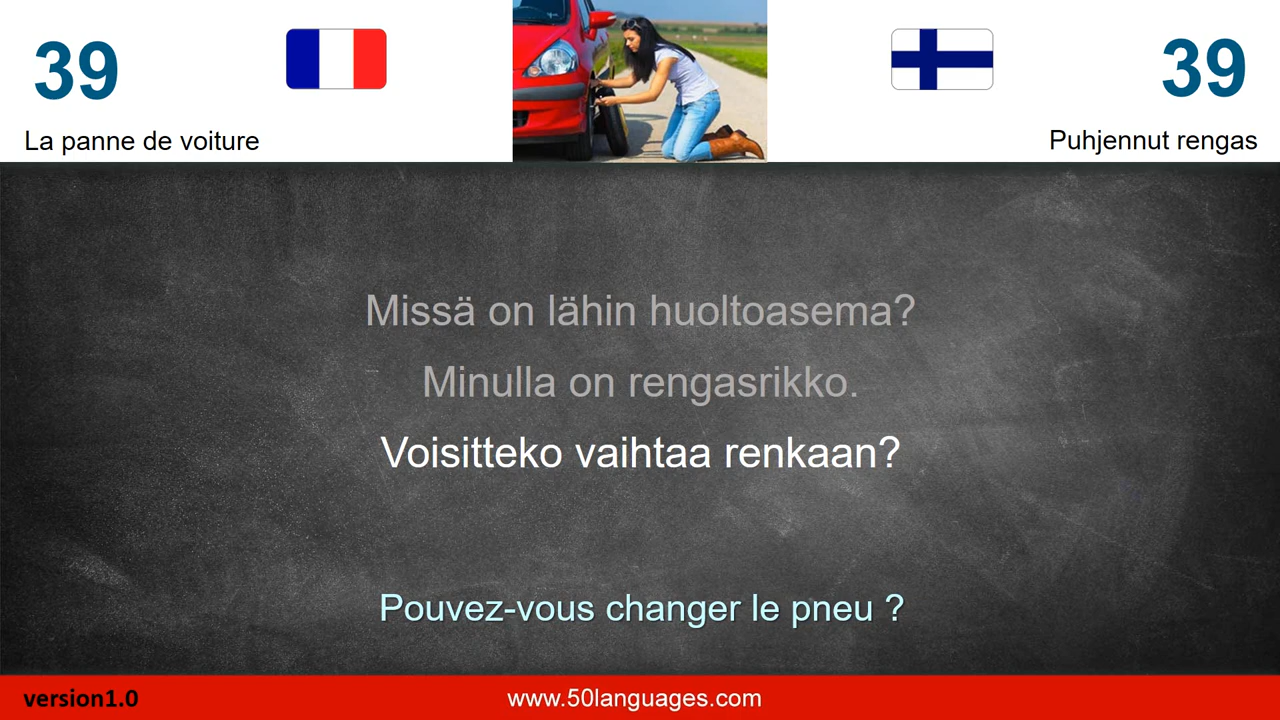 39
39
La panne de voiture
Puhjennut rengas
Missä on lähin huoltoasema?
Minulla on rengasrikko.
Voisitteko vaihtaa renkaan?
Pouvez-vous changer le pneu ?
version1.0
www.50languages.com